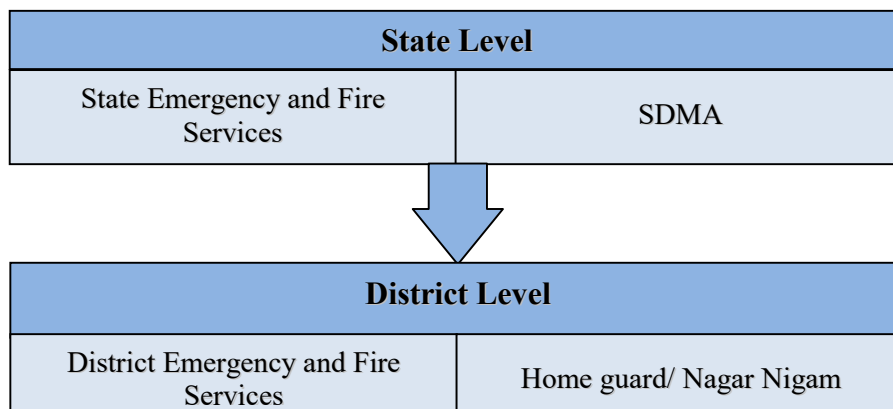 State Level
State Emergency and Fire
Services
SDMA
District Level
District Emergency and Fire
Services
Home guard/ Nagar Nigam